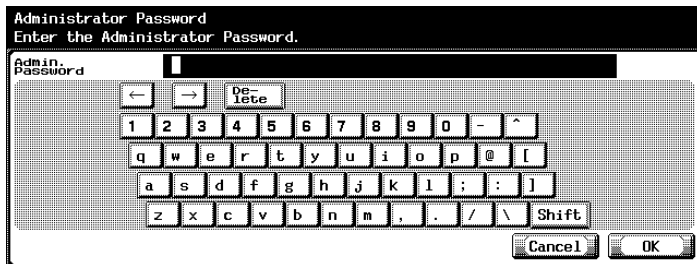 Administrator Password
Enter the Administrator Password.
Admin.
Password
← → De-
lete
1 2 3 4 5 6 7 8 9 0 - ^
q w e r t y u i o p @ [
a s d f g h j k l ; : ]
z x c v b n m , . / \ Shift
Cancel OK